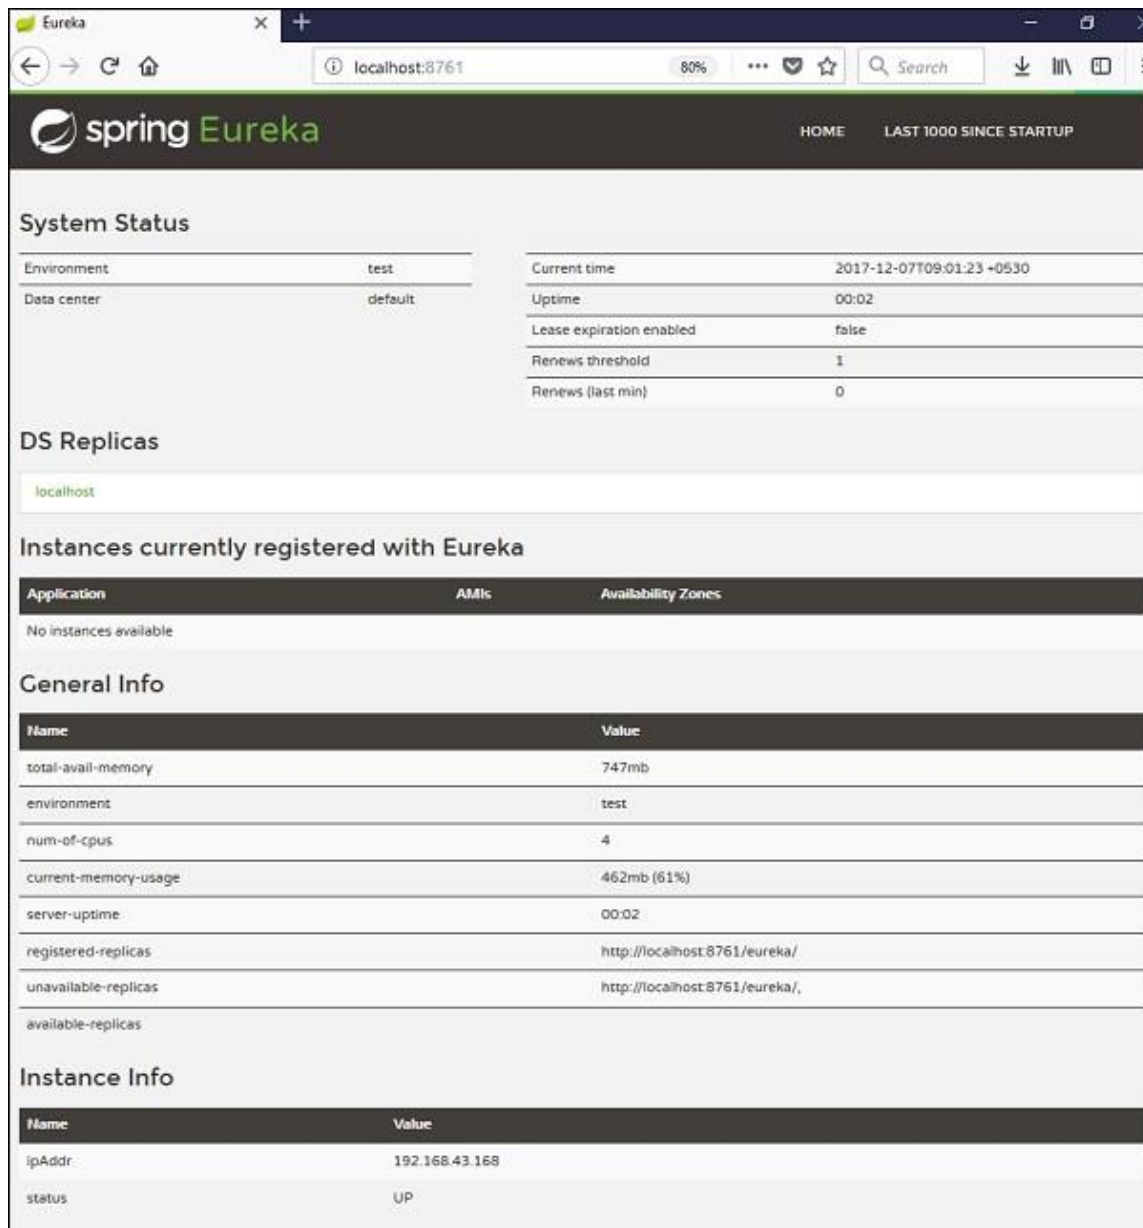 Eureka
localhost:8761 80% Search
spring Eureka HOME LAST 1000 SINCE STARTUP
System Status
Environment test
Data center default
Current time 2017-12-07T09:01:23 +0530
Uptime 00:02
Lease expiration enabled false
Renews threshold 1
Renews (last min) 0
DS Replicas
localhost
Instances currently registered with Eureka
Application AMIs Availability Zones
No instances available
General Info
Name Value
total-avail-memory 747mb
environment test
num-of-cpus 4
current-memory-usage 462mb (61%)
server-uptime 00:02
registered-replicas http://localhost:8761/eureka/
unavailable-replicas http://localhost:8761/eureka/,
available-replicas
Instance Info
Name Value
ipAddr 192.168.43.168
status UP